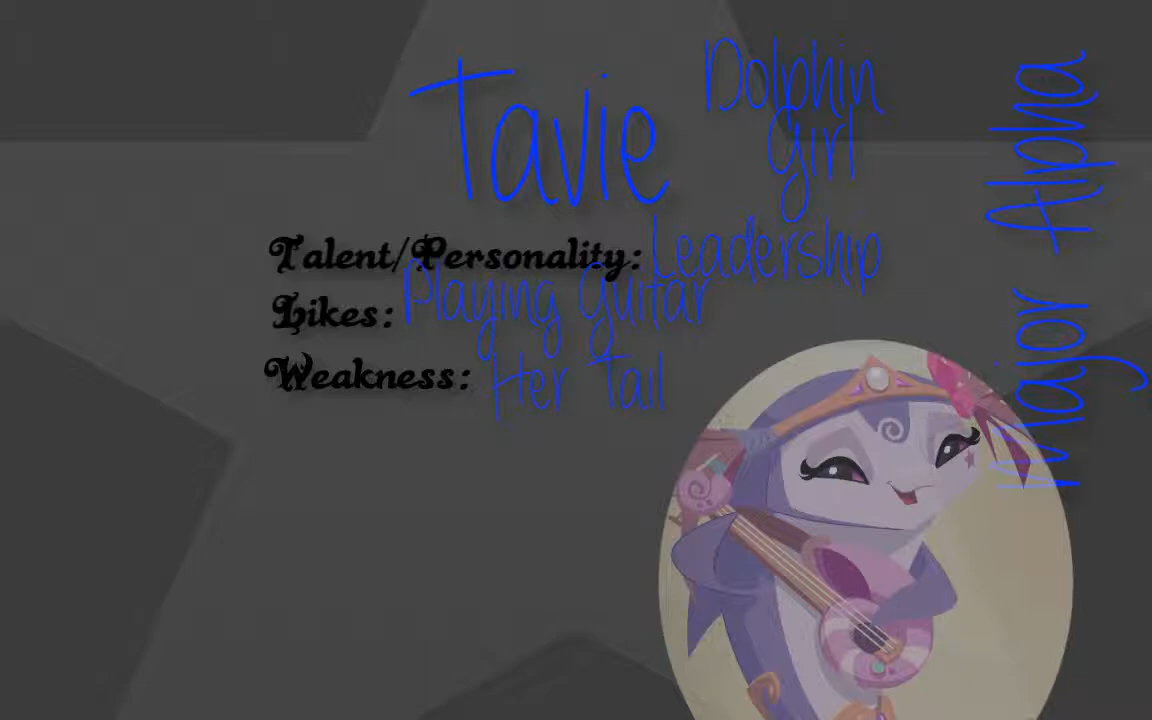 Tavie
Dolphin
Girl
Major Alpha
Talent/Personality: Leadership
Likes: Playing Guitar
Weakness: Her Tail